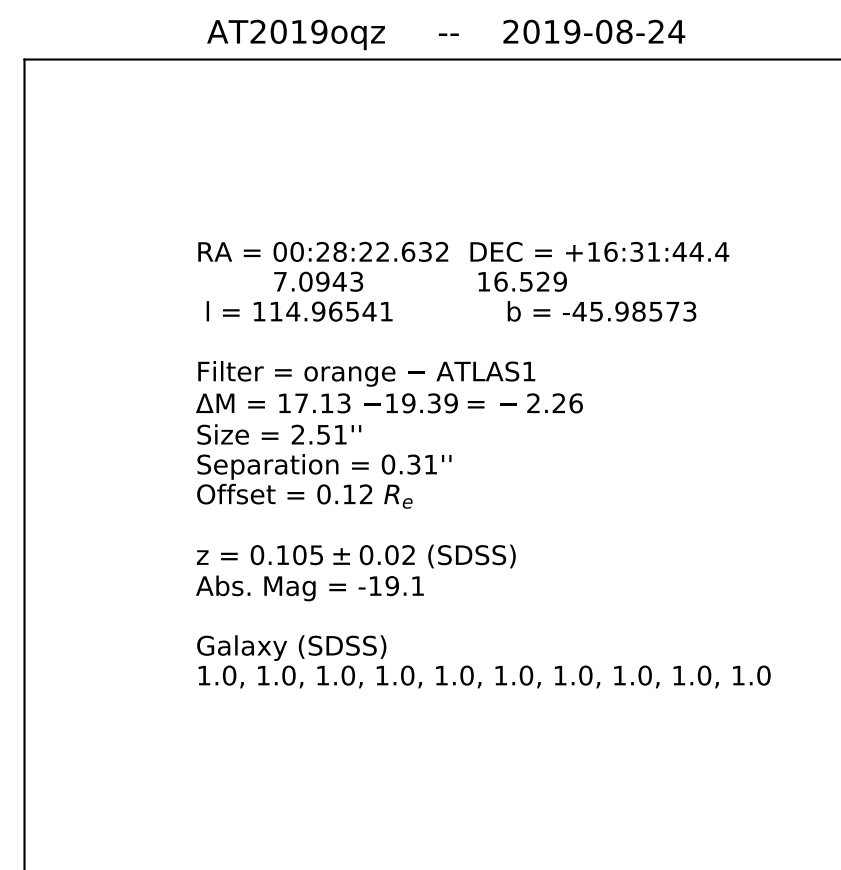 AT2019oqz -- 2019-08-24
RA = 00:28:22.632 DEC = +16:31:44.4
7.0943 16.529
l = 114.96541 b = -45.98573
Filter = orange − ATLAS1
ΔM = 17.13 −19.39 = − 2.26
Size = 2.51''
Separation = 0.31''
Offset = 0.12 Re
z = 0.105 ± 0.02 (SDSS)
Abs. Mag = -19.1
Galaxy (SDSS)
1.0, 1.0, 1.0, 1.0, 1.0, 1.0, 1.0, 1.0, 1.0, 1.0